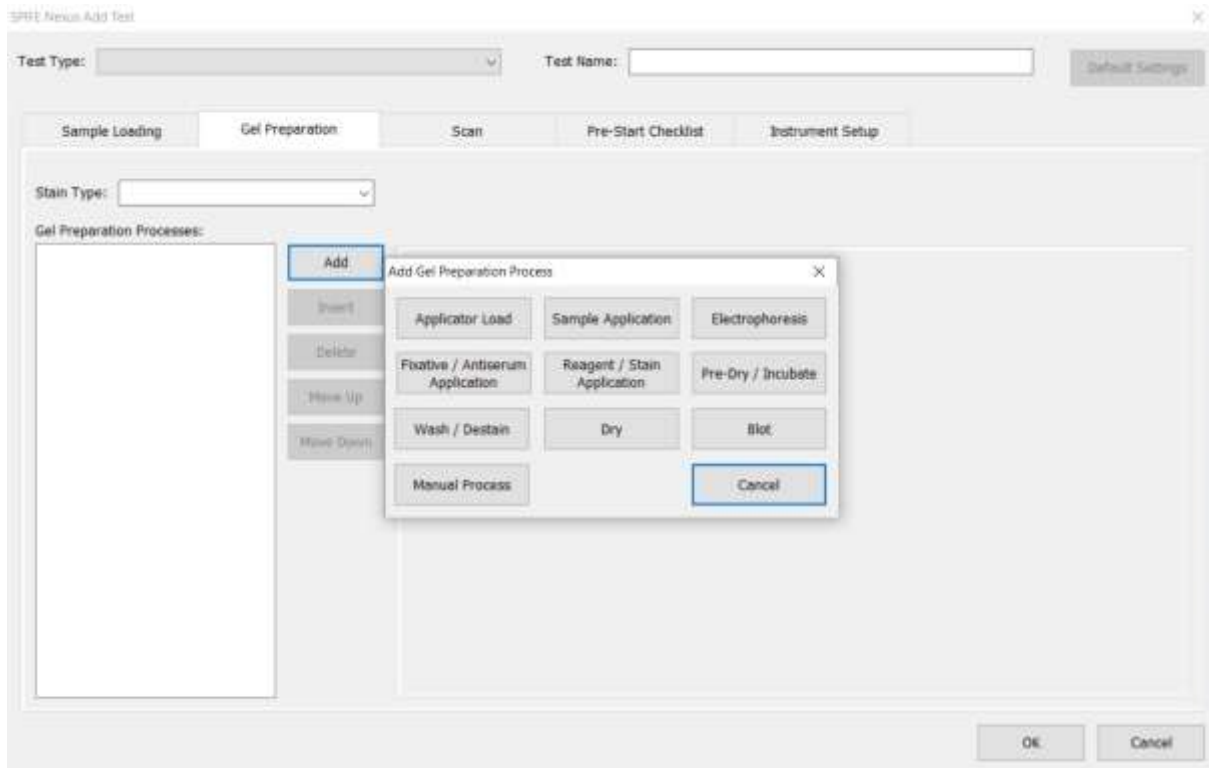 SPIFE Nexus Add Test
Test Type:
Test Name:
Default Settings
Sample Loading
Gel Preparation
Scan
Pre-Start Checklist
Instrument Setup
Stain Type:
Gel Preparation Processes:
Add
Insert
Delete
Move Up
Move Down
Add Gel Preparation Process
Applicator Load
Sample Application
Electrophoresis
Fixative / Antiserum
Application
Reagent / Stain
Application
Pre-Dry / Incubate
Wash / Destain
Dry
Blot
Manual Process
Cancel
OK
Cancel